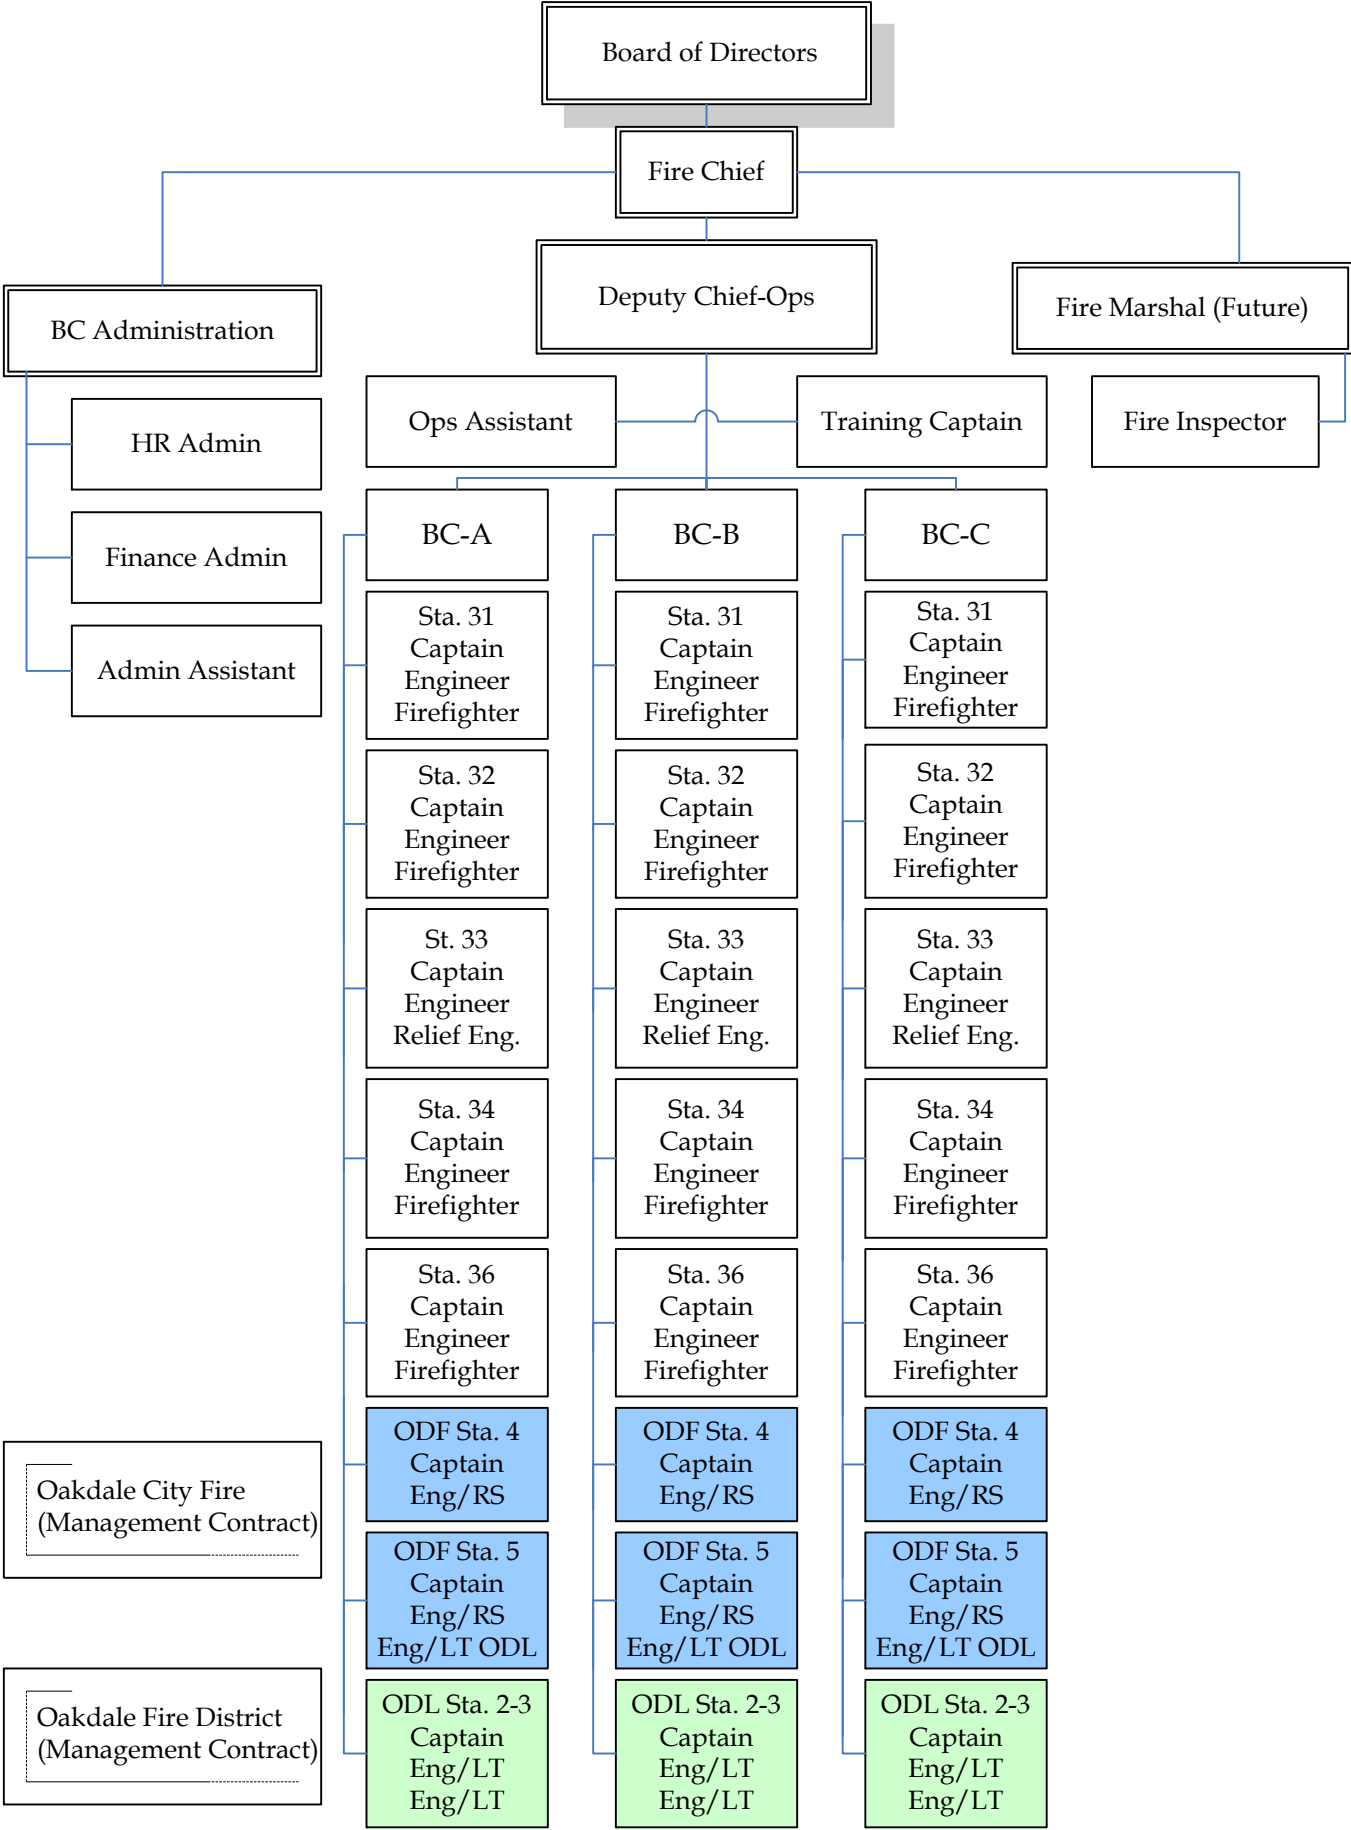 Board of Directors
Fire Chief
Deputy Chief-Ops
BC Administration
Fire Marshal (Future)
HR Admin
Finance Admin
Admin Assistant
Ops Assistant
Training Captain
Fire Inspector
BC-A
Sta. 31
Captain
Engineer
Firefighter
Sta. 32
Captain
Engineer
Firefighter
St. 33
Captain
Engineer
Relief Eng.
Sta. 34
Captain
Engineer
Firefighter
Sta. 36
Captain
Engineer
Firefighter
ODF Sta. 4
Captain
Eng/RS
ODF Sta. 5
Captain
Eng/RS
Eng/LT ODL
ODL Sta. 2-3
Captain
Eng/LT
Eng/LT
BC-B
Sta. 31
Captain
Engineer
Firefighter
Sta. 32
Captain
Engineer
Firefighter
Sta. 33
Captain
Engineer
Relief Eng.
Sta. 34
Captain
Engineer
Firefighter
Sta. 36
Captain
Engineer
Firefighter
ODF Sta. 4
Captain
Eng/RS
ODF Sta. 5
Captain
Eng/RS
Eng/LT ODL
ODL Sta. 2-3
Captain
Eng/LT
Eng/LT
BC-C
Sta. 31
Captain
Engineer
Firefighter
Sta. 32
Captain
Engineer
Firefighter
Sta. 33
Captain
Engineer
Relief Eng.
Sta. 34
Captain
Engineer
Firefighter
Sta. 36
Captain
Engineer
Firefighter
ODF Sta. 4
Captain
Eng/RS
ODF Sta. 5
Captain
Eng/RS
Eng/LT ODL
ODL Sta. 2-3
Captain
Eng/LT
Eng/LT
Oakdale City Fire
(Management Contract)
Oakdale Fire District
(Management Contract)